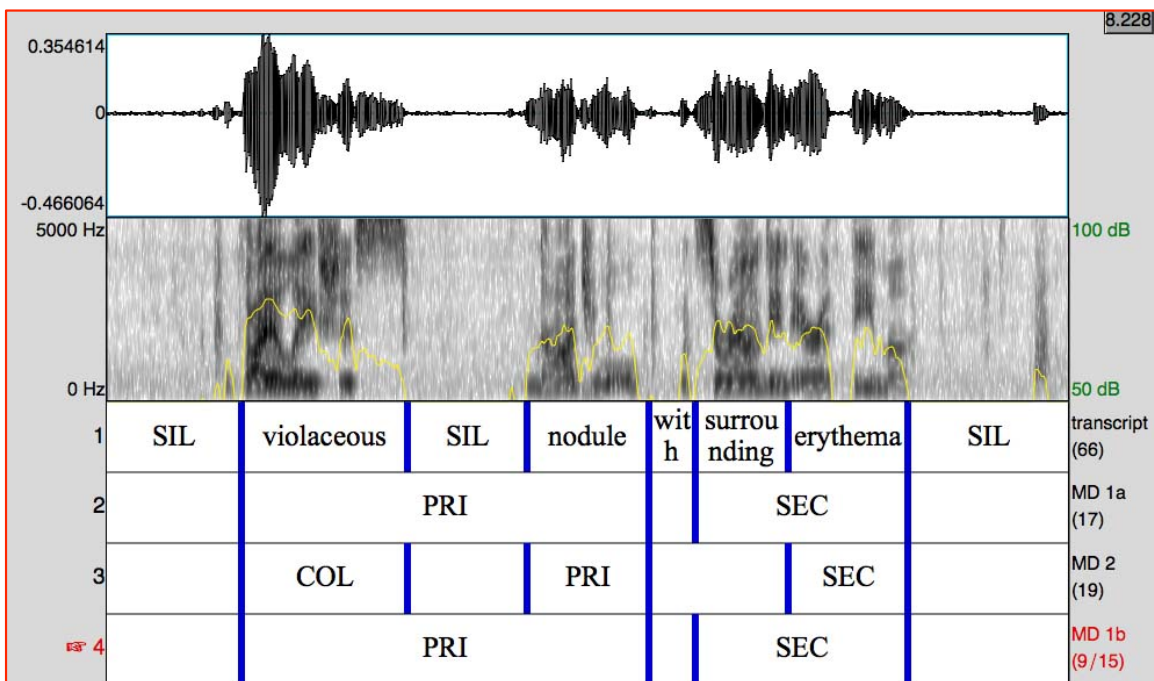 8.228
0.354614
0
-0.466064
5000 Hz
100 dB
0 Hz
50 dB
1 SIL violaceous SIL nodule wit surrou erythema SIL transcript
h nding (66)
2 PRI SEC MD 1a
(17)
3 COL PRI SEC MD 2
(19)
☞ 4 PRI SEC MD 1b
(9/15)